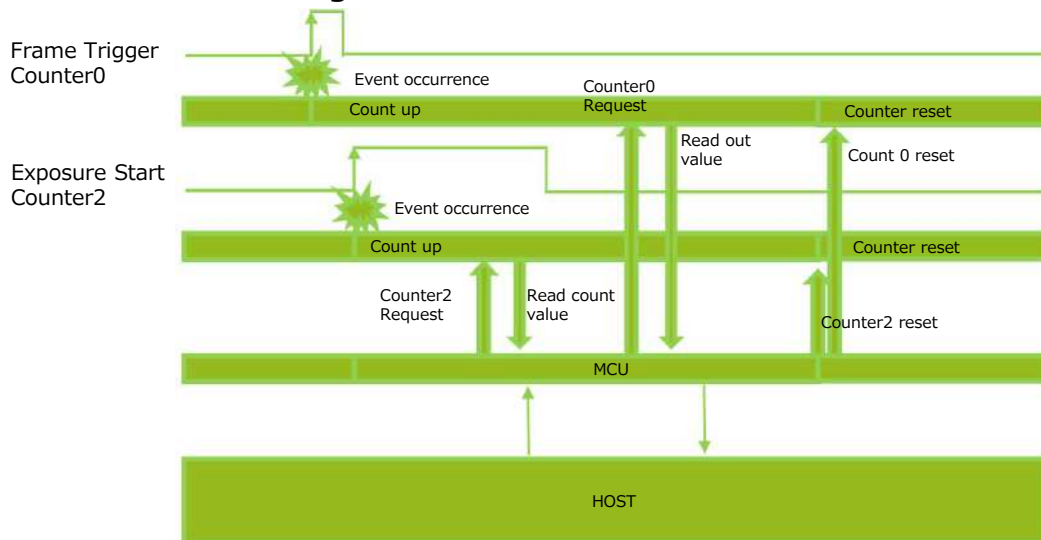 Frame Trigger
Counter0
Event occurrence
Counter0
Request
Count up
Counter reset
Read out
value
Count 0 reset
Exposure Start
Counter2
Event occurrence
Count up
Counter reset
Counter2
Request
Read count
value
Counter2 reset
MCU
HOST